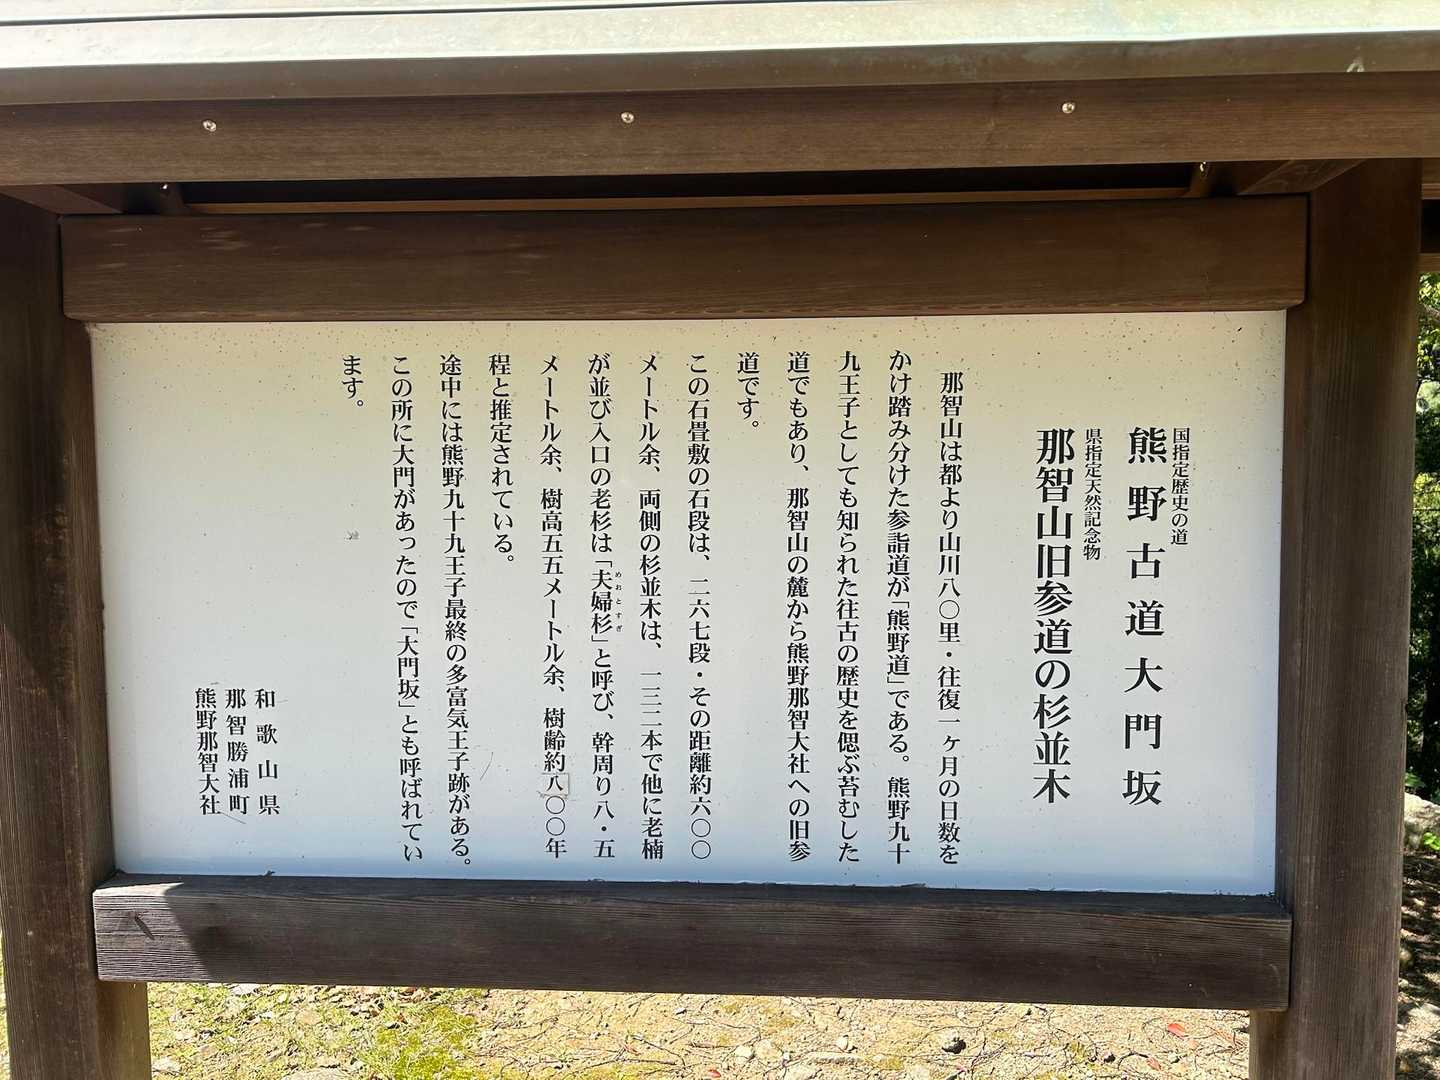 国指定歴史の道
熊野古道大門坂
県指定天然記念物
那智山旧参道の杉並木
那智山は都より山川八〇里・往復一ヶ月の日数を
かけ踏み分けた参詣道が「熊野道」である。熊野九十
九王子としても知られた往古の歴史を偲ぶ苔むした
道でもあり、那智山の麓から熊野那智大社への旧参
道です。
この石畳敷の石段は、二六七段・その距離約六〇〇
メートル余、両側の杉並木は、一三二本で他に老楠
が並び入口の老杉は「夫婦杉」と呼び、幹周り八・五
めおとすぎ
メートル余、樹高五五メートル余、樹齢約八〇〇年
程と推定されている。
途中には熊野九十九王子最終の多富気王子跡がある。
この所に大門があったので「大門坂」とも呼ばれてい
ます。
和歌山県
那智勝浦町
熊野那智大社